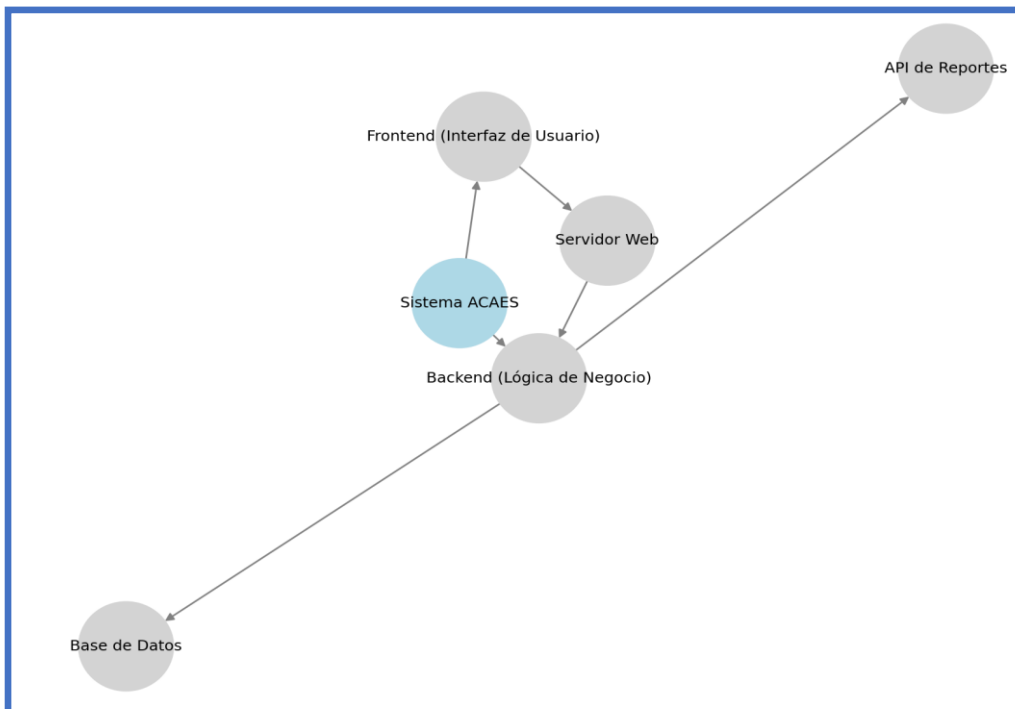 API de Reportes
Frontend (Interfaz de Usuario)
Servidor Web
Sistema ACAES
Backend (Lógica de Negocio)
Base de Datos